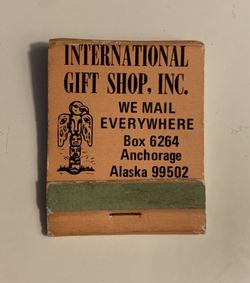 INTERNATIONAL
GIFT SHOP, INC.
WE MAIL
EVERYWHERE
Box 6264
Anchorage
Alaska 99502